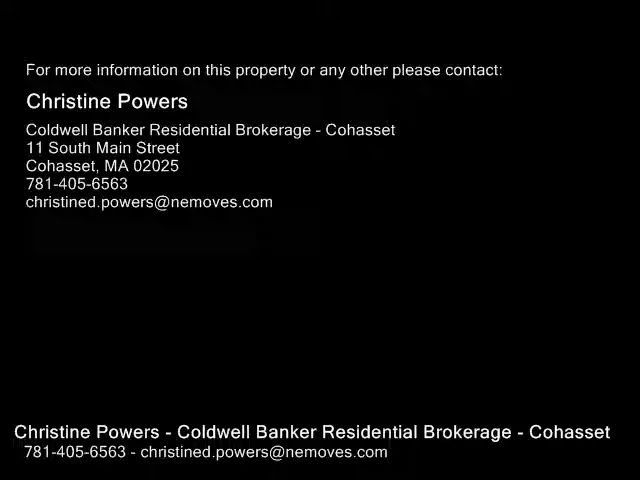 For more information on this property or any other please contact:
Christine Powers
Coldwell Banker Residential Brokerage - Cohasset
11 South Main Street
Cohasset, MA 02025
781-405-6563
christined.powers@nemoves.com
Christine Powers - Coldwell Banker Residential Brokerage - Cohasset
781-405-6563 - christined.powers@nemoves.com